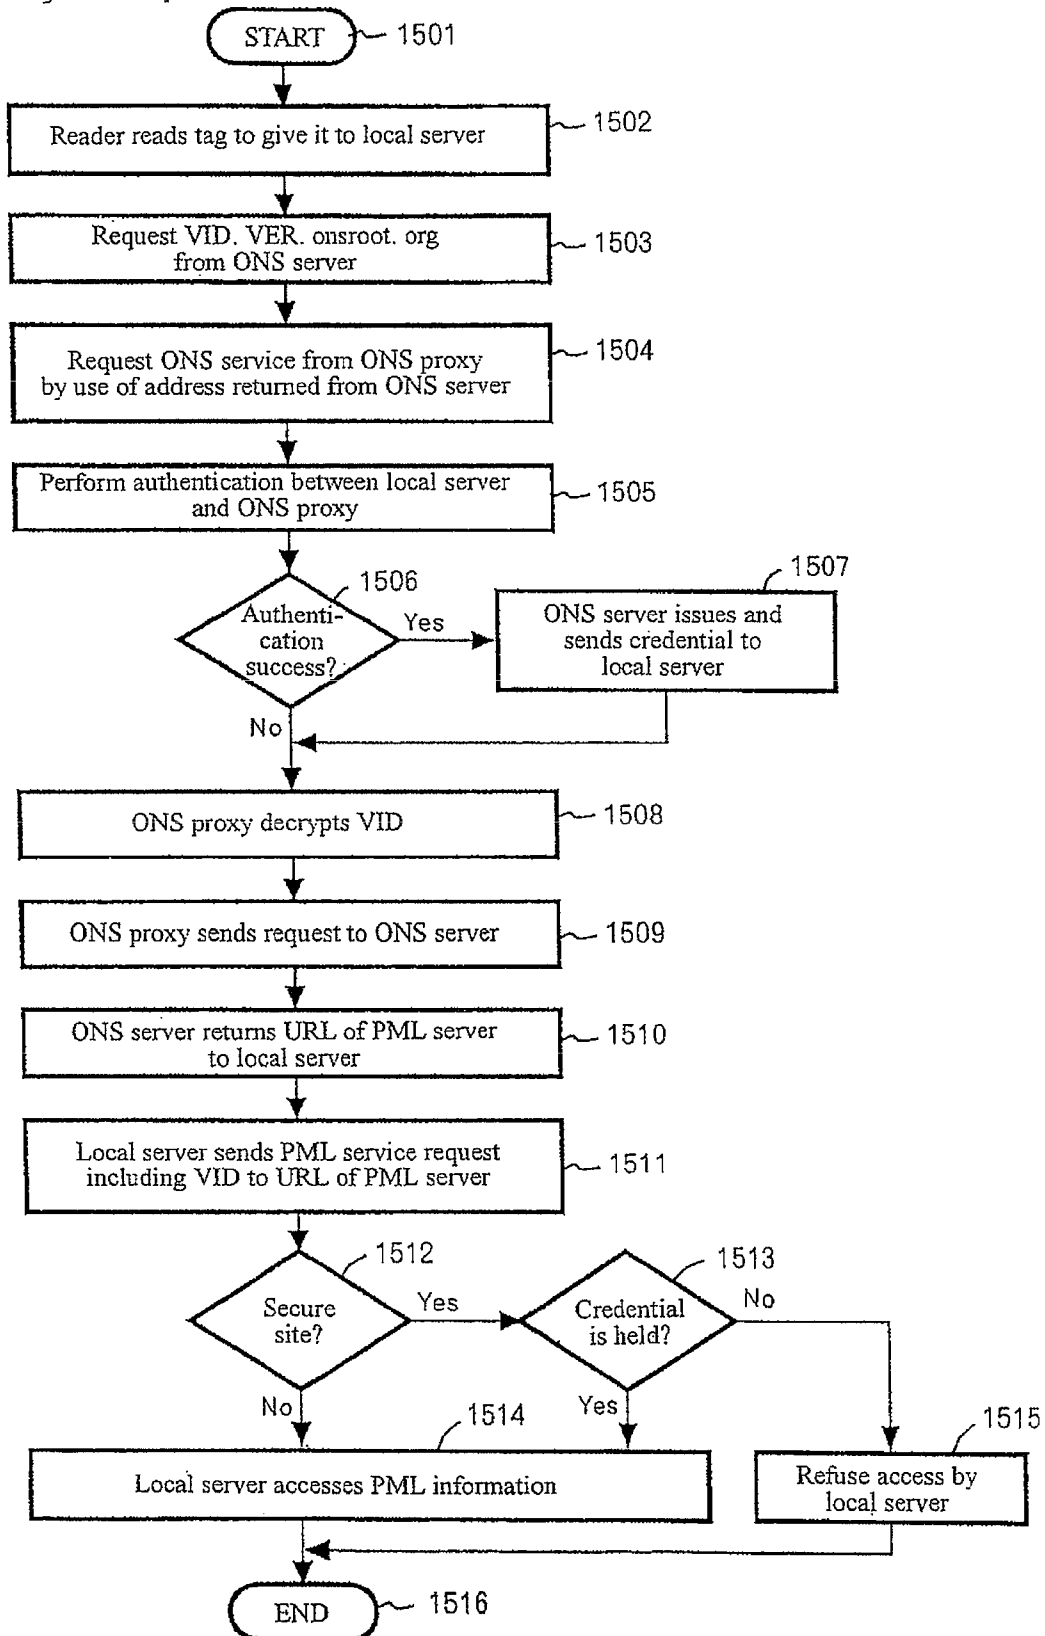 START
1501
Reader reads tag to give it to local server
1502
Request VID. VER. onsroot. org
from ONS server
1503
Request ONS service from ONS proxy
by use of address returned from ONS server
1504
Perform authentication between local server
and ONS proxy
1505
1506
Authenti-
cation
success?
Yes
No
1507
ONS server issues and
sends credential to
local server
ONS proxy decrypts VID
1508
ONS proxy sends request to ONS server
1509
ONS server returns URL of PML server
to local server
1510
Local server sends PML service request
including VID to URL of PML server
1511
1512
Secure
site?
Yes
No
1513
Credential
is held?
No
Yes
1514
Local server accesses PML information
1515
Refuse access by
local server
END
1516